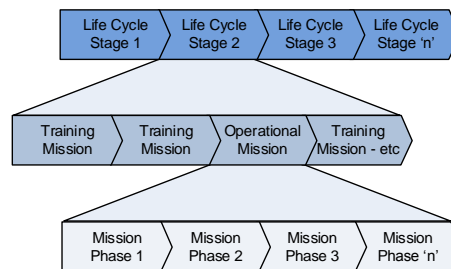 Life Cycle
Stage 1
Life Cycle
Stage 2
Life Cycle
Stage 3
Life Cycle
Stage 'n'
Training
Mission
Training
Mission
Operational
Mission
Training
Mission - etc
Mission
Phase 1
Mission
Phase 2
Mission
Phase 3
Mission
Phase 'n'